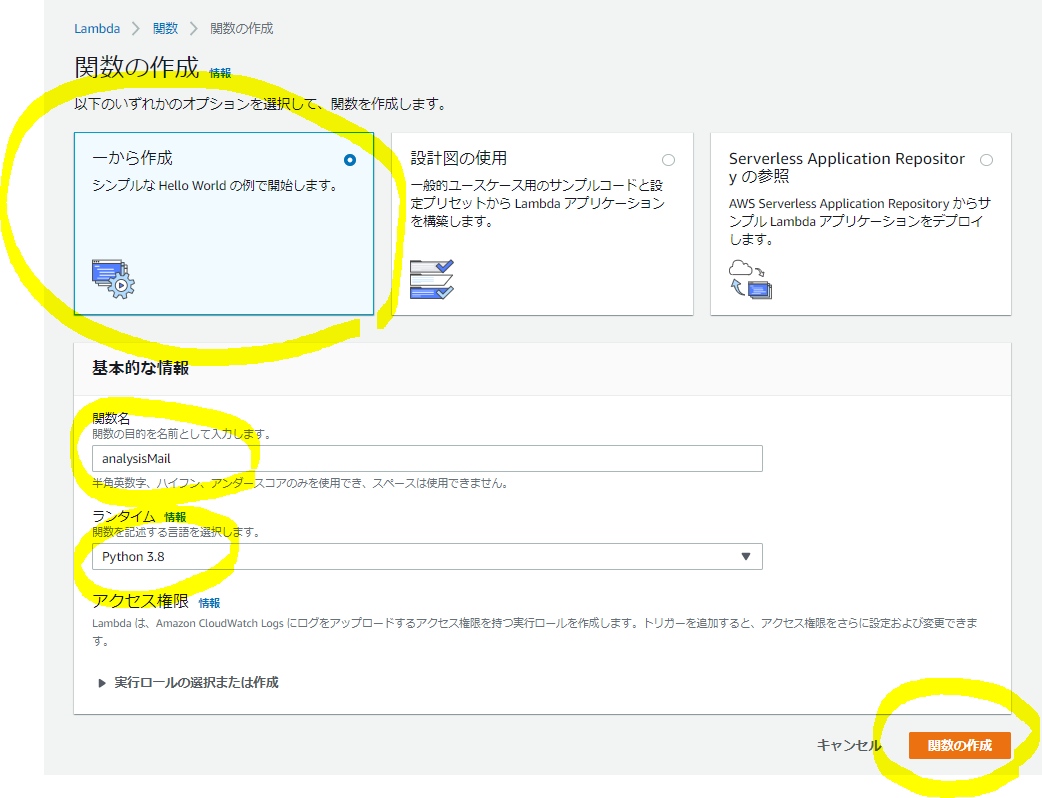 Lambda > 関数 > 関数の作成
関数の作成 情報
以下のいずれかのオプションを選択して、関数を作成します。
一から作成
シンプルな Hello World の例で開始します。
設計図の使用
一般的ユースケース用のサンプルコードと設
定プリセットから Lambda アプリケーション
を構築します。
Serverless Application Repositor
y の参照
AWS Serverless Application Repository からサ
ンプル Lambda アプリケーションをデプロイ
します。
基本的な情報
関数名
関数の目的を名前として入力します。
analysisMail
半角英数字、ハイフン、アンダースコアのみを使用でき、スペースは使用できません。
ランタイム 情報
関数を記述する言語を選択します。
Python 3.8
アクセス権限 情報
Lambda は、Amazon CloudWatch Logs にログをアップロードするアクセス権限を持つ実行ロールを作成します。トリガーを追加すると、アクセス権限をさらに設定および変更できま
す。
実行ロールの選択または作成
キャンセル
関数の作成